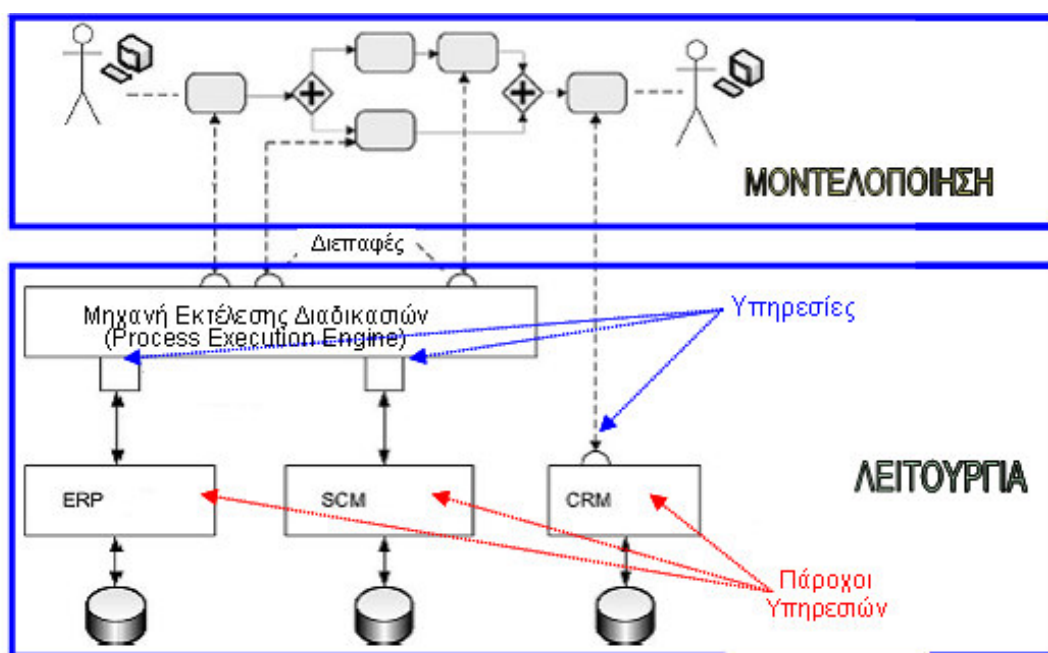 ΜΟΝΤΕΛΟΠΟΙΗΣΗ
Διεπαφές
Μηχανή Εκτέλεσης Διαδικασιών
(Process Execution Engine)
Υπηρεσίες
ERP
SCM
CRM
ΛΕΙΤΟΥΡΓΙΑ
Πάροχοι
Υπηρεσιών